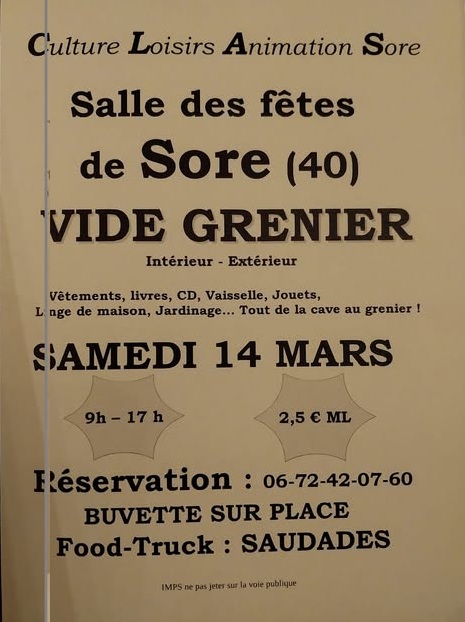 Culture Loisirs Animation Sore
Salle des fêtes
de Sore (40)
VIDE GRENIER
Intérieur - Extérieur
Vêtements, livres, CD, Vaisselle, Jouets,
Linge de maison, Jardinage... Tout de la cave au grenier !
SAMEDI 14 MARS
9h – 17 h
2,5 € ML
Réservation : 06-72-42-07-60
BUVETTE SUR PLACE
Food-Truck : SAUDADES
IMPS ne pas jeter sur la voie publique